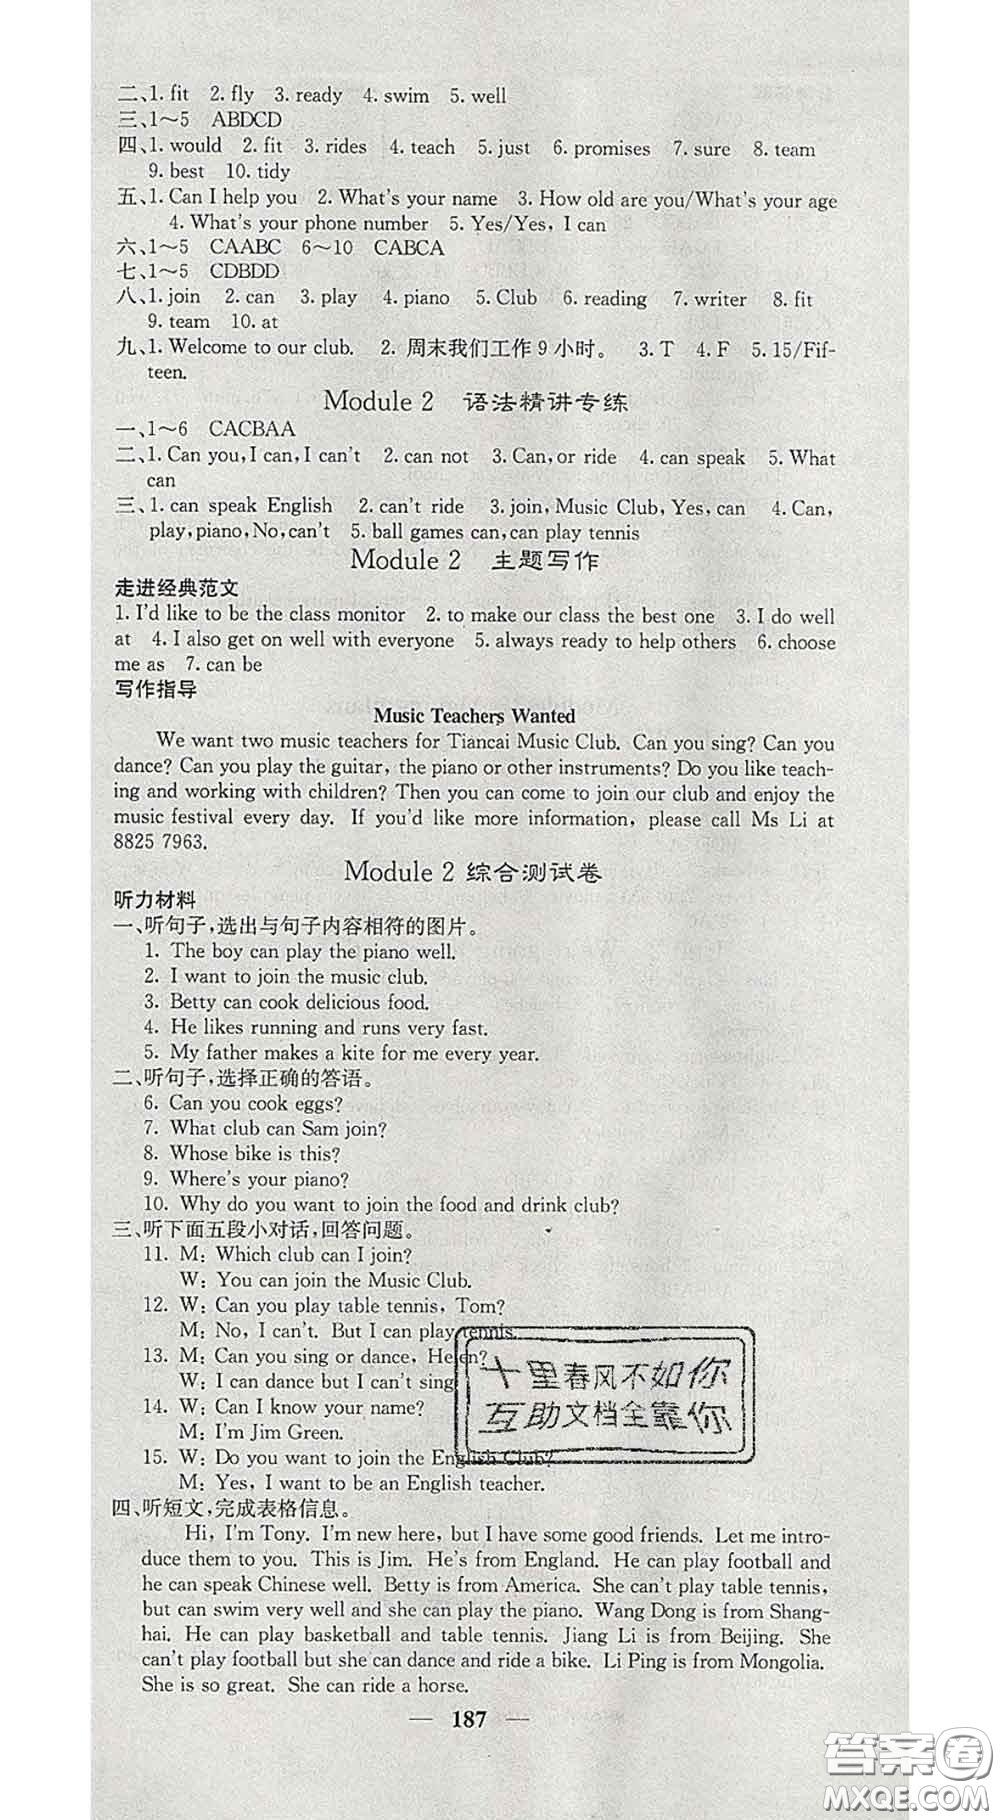 二、1. fit 2. fly 3. ready 4. swim 5. well
三、1～5 ABDCD
四、1. would 2. fit 3. rides 4. teach 5. just 6. promises 7. sure 8. team
9. best 10. tidy
五、1. Can I help you 2. What's your name 3. How old are you/What's your age
4. What's your phone number 5. Yes/Yes, I can
六、1～5 CAABC 6～10 CABCA
七、1～5 CDBDD
八、1. join 2. can 3. play 4. piano 5. Club 6. reading 7. writer 8. fit
9. team 10. at
九、1. Welcome to our club. 2. 周末我们工作9小时。 3. T 4. F 5. 15/Fif-
teen.
Module 2 语法精讲专练
一、1～6 CACBAA
二、1. Can you, I can, I can't 2. can not 3. Can, or ride 4. can speak 5. What
can
三、1. can speak English 2. can't ride 3. join, Music Club, Yes, can 4. Can,
play, piano, No, can't 5. ball games can, can play tennis
Module 2 主题写作
走进经典范文
1. I'd like to be the class monitor 2. to make our class the best one 3. I do well
at 4. I also get on well with everyone 5. always ready to help others 6. choose
me as 7. can be
写作指导
Music Teachers Wanted
We want two music teachers for Tiancai Music Club. Can you sing? Can you
dance? Can you play the guitar, the piano or other instruments? Do you like teach-
ing and working with children? Then you can come to join our club and enjoy the
music festival every day. If you'd like more information, please call Ms Li at
8825 7963.
Module 2 综合测试卷
听力材料
一、听句子,选出与句子内容相符的图片。
1. The boy can play the piano well.
2. I want to join the music club.
3. Betty can cook delicious food.
4. He likes running and runs very fast.
5. My father makes a kite for me every year.
二、听句子,选择正确的答语。
6. Can you cook eggs?
7. What club can Sam join?
8. Whose bike is this?
9. Where's your piano?
10. Why do you want to join the food and drink club?
三、听下面五段小对话,回答问题。
11. M: Which club can I join?
W: You can join the Music Club.
12. W: Can you play table tennis, Tom?
M: No, I can't. But I can play tennis.
13. M: Can you sing or dance, Helen?
W: I can dance but I can't sing.
14. W: Can I know your name?
M: I'm Jim Green.
15. W: Do you want to join the English Club?
M: Yes, I want to be an English teacher.
十里春风不如你
互助文档全靠你
四、听短文,完成表格信息。
Hi, I'm Tony. I'm new here, but I have some good friends. Let me intro-
duce them to you. This is Jim. He's from England. He can play football and
he can speak Chinese well. Betty is from America. She can't play table tennis,
but can swim very well and she can play the piano. Wang Dong is from Shang-
hai. He can play basketball and table tennis. Jiang Li is from Beijing. She
can't play football but she can dance and ride a bike. Li Ping is from Mongolia.
She is so great. She can ride a horse.
— 187 —
答案圈
MXQE.COM